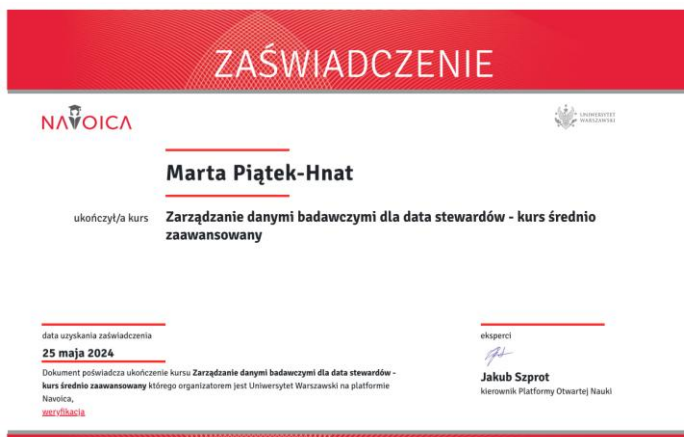 ZAŚWIADCZENIE
NAVOICA
UNIWERSYTET
WARSZAWSKI
Marta Piątek-Hnat
ukończył/a kurs Zarządzanie danymi badawczymi dla data stewardów - kurs średnio
zaawansowany
data uzyskania zaświadczenia
25 maja 2024
Dokument poświadcza ukończenie kursu Zarządzanie danymi badawczymi dla data stewardów -
kurs średnio zaawansowany którego organizatorem jest Uniwersytet Warszawski na platformie
Navoica,
weryfikacja
eksperci
Jakub Szprot
kierownik Platformy Otwartej Nauki